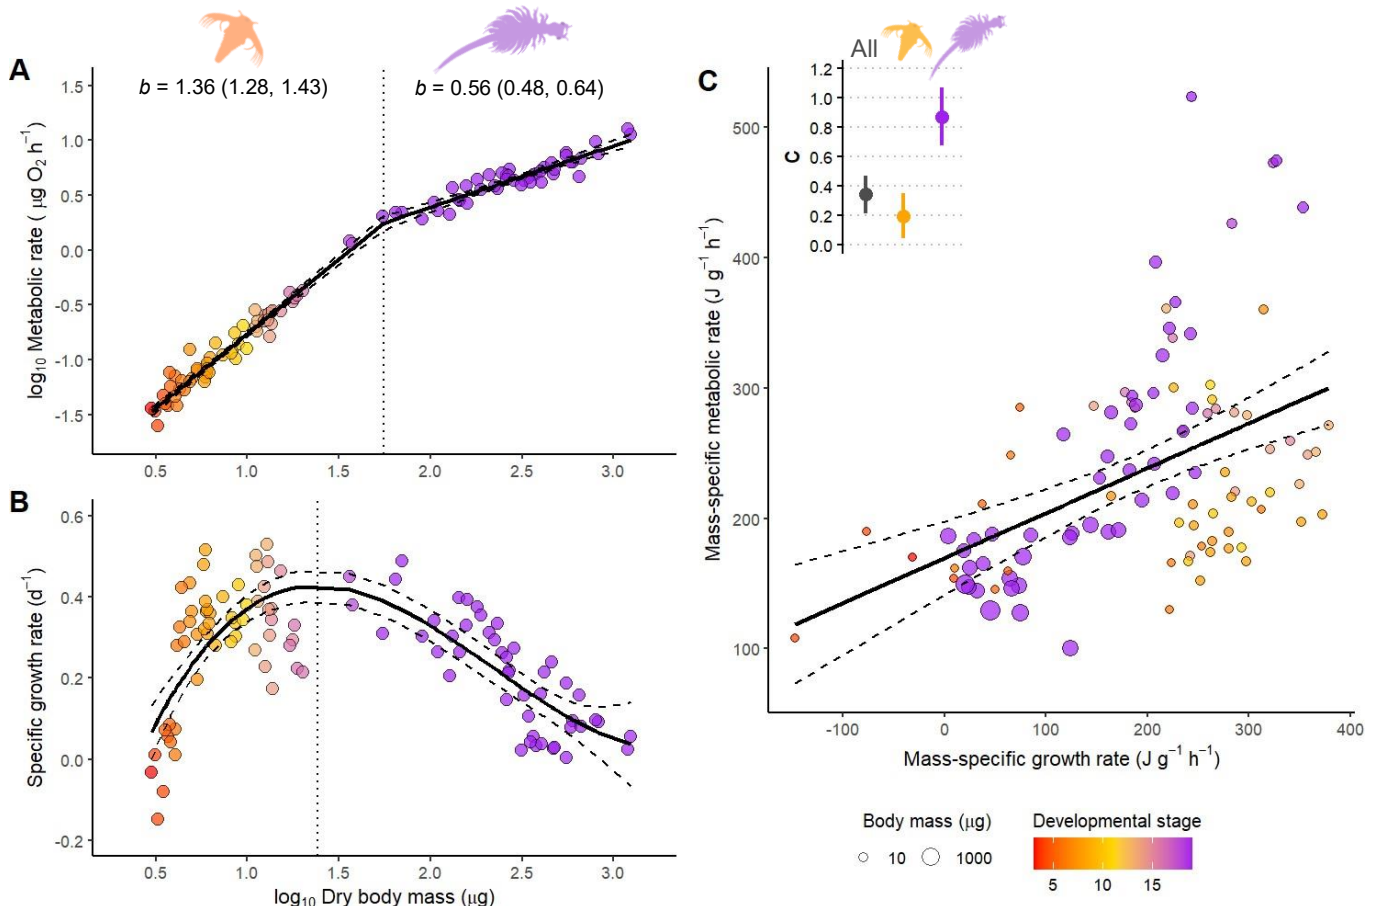 A
b = 1.36 (1.28, 1.43)
b = 0.56 (0.48, 0.64)
log₁₀ Metabolic rate ( μg O₂ h⁻¹)
1.5
1.0
0.5
0.0
-0.5
-1.0
-1.5
0.5 1.0 1.5 2.0 2.5 3.0
B
Specific growth rate (d⁻¹)
0.6
0.4
0.2
0.0
-0.2
0.5 1.0 1.5 2.0 2.5 3.0
log₁₀ Dry body mass (μg)
C
All
C
1.2
1.0
0.8
0.6
0.4
0.2
0.0
Mass-specific metabolic rate (J g⁻¹ h⁻¹)
500
400
300
200
100
-100 0 100 200 300 400
Mass-specific growth rate (J g⁻¹ h⁻¹)
Body mass (μg)
10 1000
Developmental stage
5 10 15